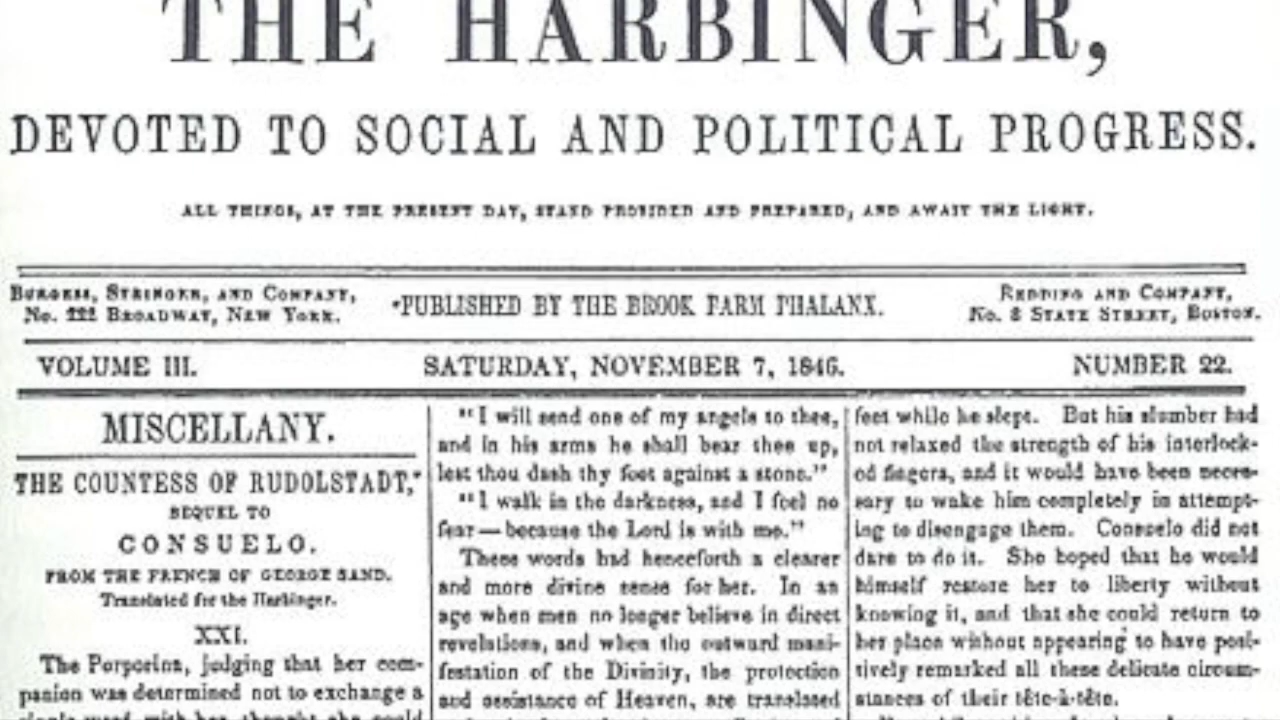 THE HARBINGER,
DEVOTED TO SOCIAL AND POLITICAL PROGRESS.
ALL THINGS, AT THE PRESENT DAY, STAND PROVIDED AND PREPARED, AND AWAIT THE LIGHT.
BURGESS, STRINGER, AND COMPANY,
No. 222 BROADWAY, NEW YORK.
PUBLISHED BY THE BROOK FARM PHALANX.
REDDING AND COMPANY,
No. 8 STATE STREET, BOSTON.
VOLUME III.
SATURDAY, NOVEMBER 7, 1846.
NUMBER 22.
MISCELLANY.
THE COUNTESS OF RUDOLSTADT,*
SEQUEL TO
CONSUELO.
FROM THE FRENCH OF GEORGE SAND.
Translated for the Harbinger.
XXI.
The Porporina, judging that her com-
panion was determined not to exchange a
single word with her, thought she could
"I will send one of my angels to thee,
and in his arms he shall bear thee up,
lest thou dash thy foot against a stone."
"I walk in the darkness, and I feel no
fear—because the Lord is with me."
These words had henceforth a clearer
and more divine sense for her. In an
age when men no longer believe in direct
revelations, and when the outward mani-
festation of the Divinity, the protection
and assistance of Heaven, are translated
feet while he slept. But his slumber had
not relaxed the strength of his interlock-
ed fingers, and it would have been neces-
sary to wake him completely in attempt-
ing to disengage them. Consuelo did not
dare to do it. She hoped that he would
himself restore her to liberty without
knowing it, and that she could return to
her place without appearing to have posi-
tively remarked all these delicate circum-
stances of their tête-à-tête.